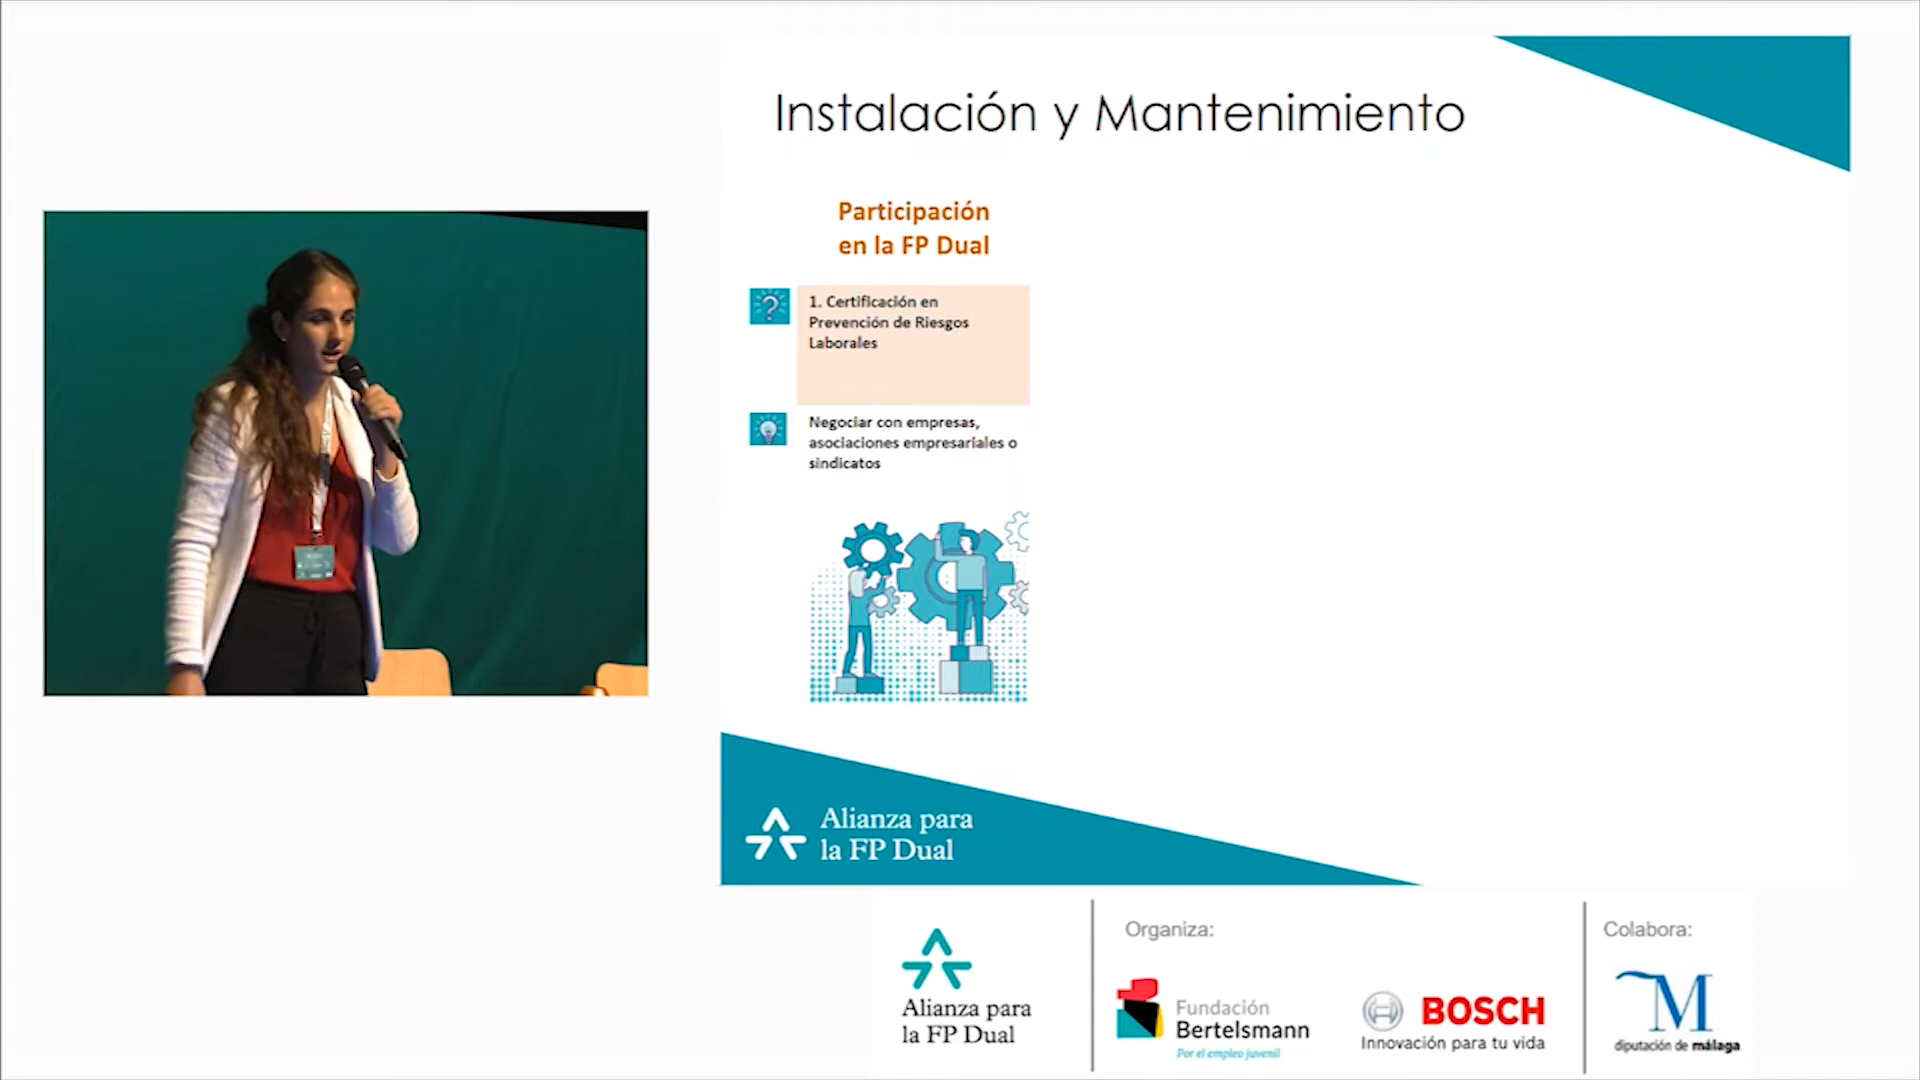 Instalación y Mantenimiento
Participación
en la FP Dual
1. Certificación en
Prevención de Riesgos
Laborales
Negociar con empresas,
asociaciones empresariales o
sindicatos
Alianza para
la FP Dual
Alianza para
la FP Dual
Organiza:
Fundación
Bertelsmann
Por el empleo juvenil
BOSCH
Innovación para tu vida
Colabora:
M
diputación de málaga